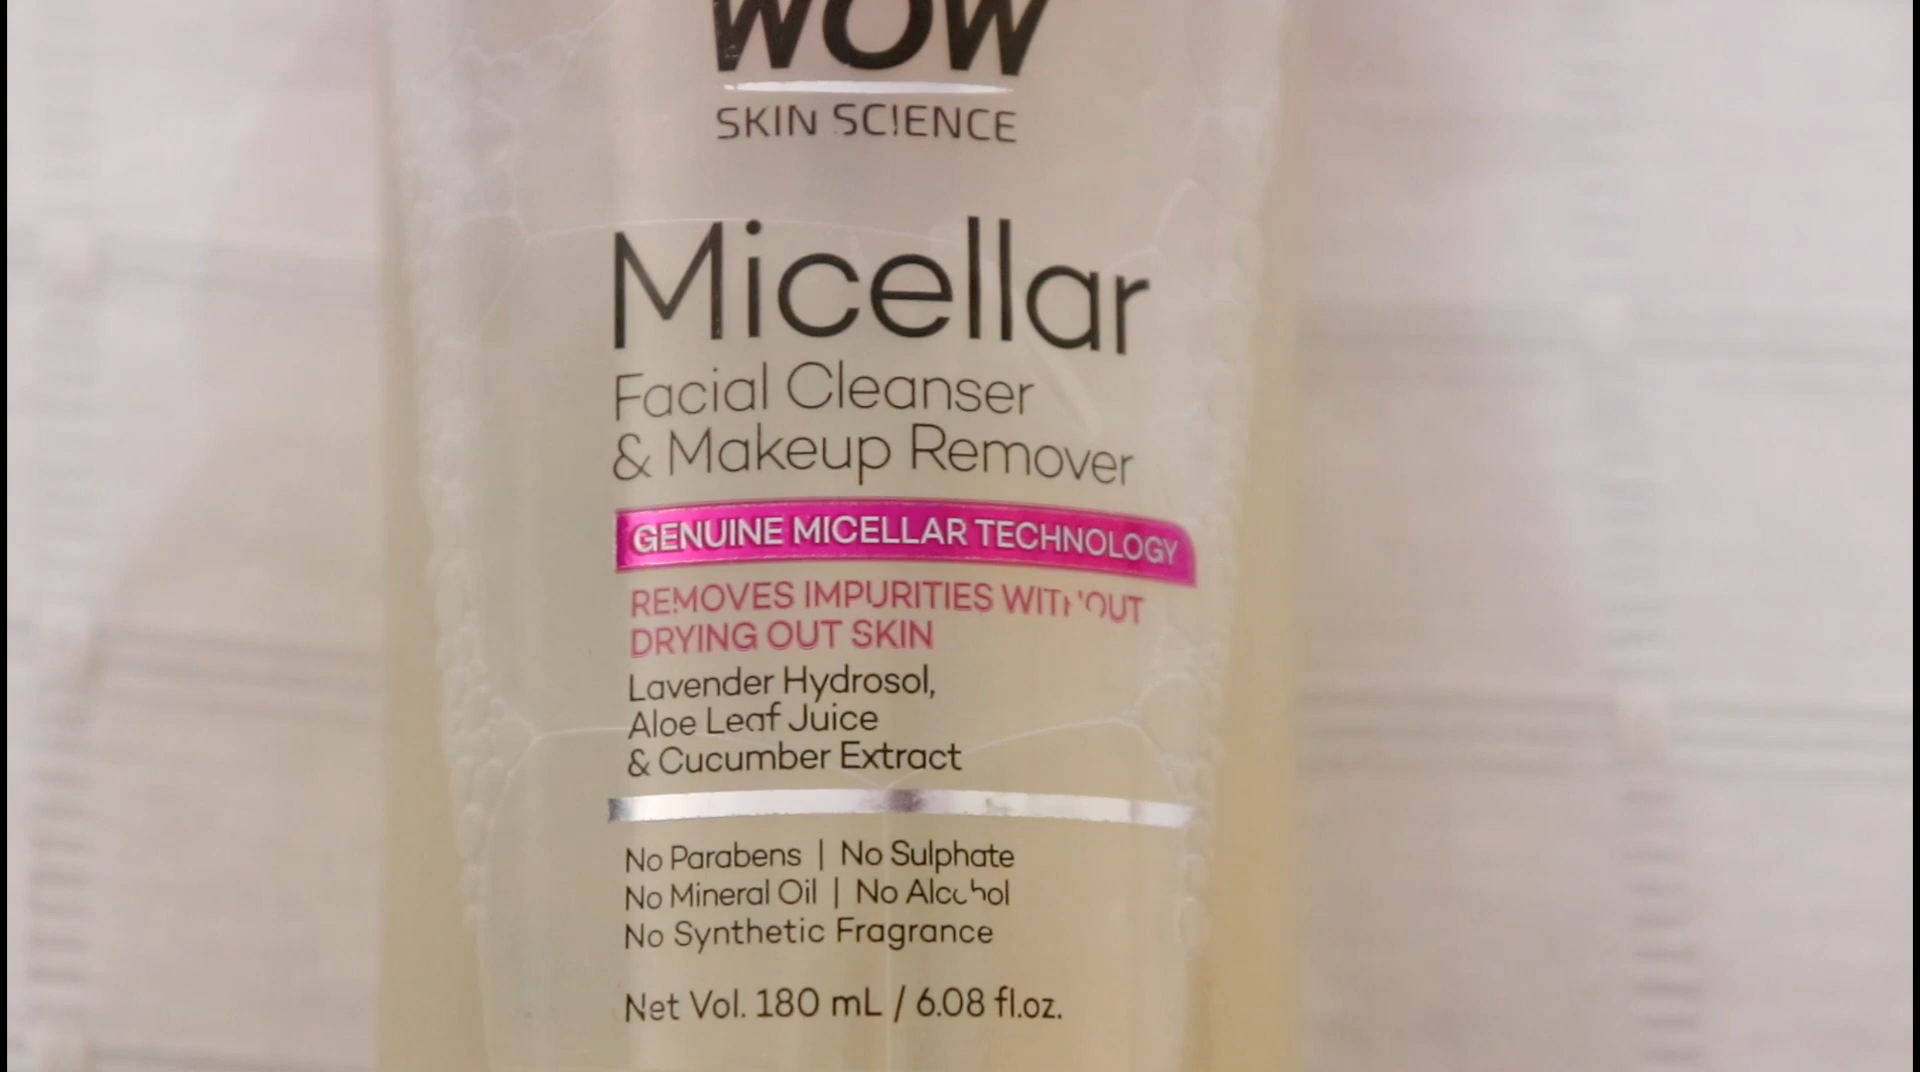 WOW
SKIN SCIENCE
Micellar
Facial Cleanser
& Makeup Remover
GENUINE MICELLAR TECHNOLOGY
REMOVES IMPURITIES WITHOUT
DRYING OUT SKIN
Lavender Hydrosol,
Aloe Leaf Juice
& Cucumber Extract
No Parabens | No Sulphate
No Mineral Oil | No Alcohol
No Synthetic Fragrance
Net Vol. 180 mL / 6.08 fl.oz.